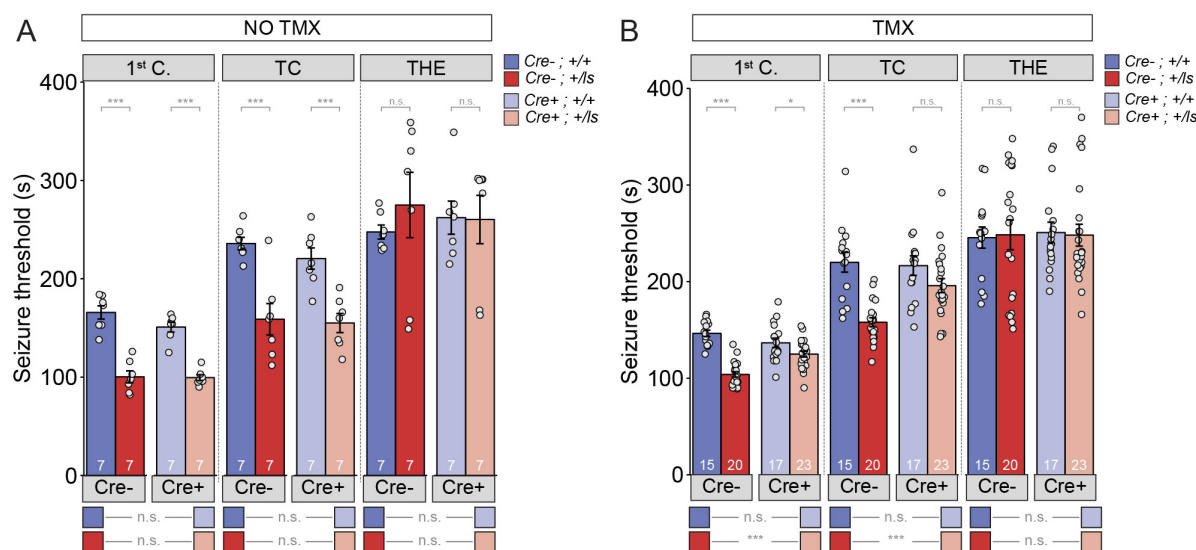 A
NO TMX
1st C.
TC
THE
Cre- ; +/+
Cre- ; +/ls
Cre+ ; +/+
Cre+ ; +/ls
Seizure threshold (s)
400
300
200
100
0
*** *** *** *** n.s. n.s.
7 7 7 7 7 7 7 7 7 7 7 7
Cre- Cre+ Cre- Cre+ Cre- Cre+
n.s. n.s. n.s.
n.s. n.s. n.s.
B
TMX
1st C.
TC
THE
Cre- ; +/+
Cre- ; +/ls
Cre+ ; +/+
Cre+ ; +/ls
Seizure threshold (s)
400
300
200
100
0
*** * *** n.s. n.s. n.s.
15 20 17 23 15 20 17 23 15 20 17 23
Cre- Cre+ Cre- Cre+ Cre- Cre+
n.s. n.s. n.s.
*** *** n.s.